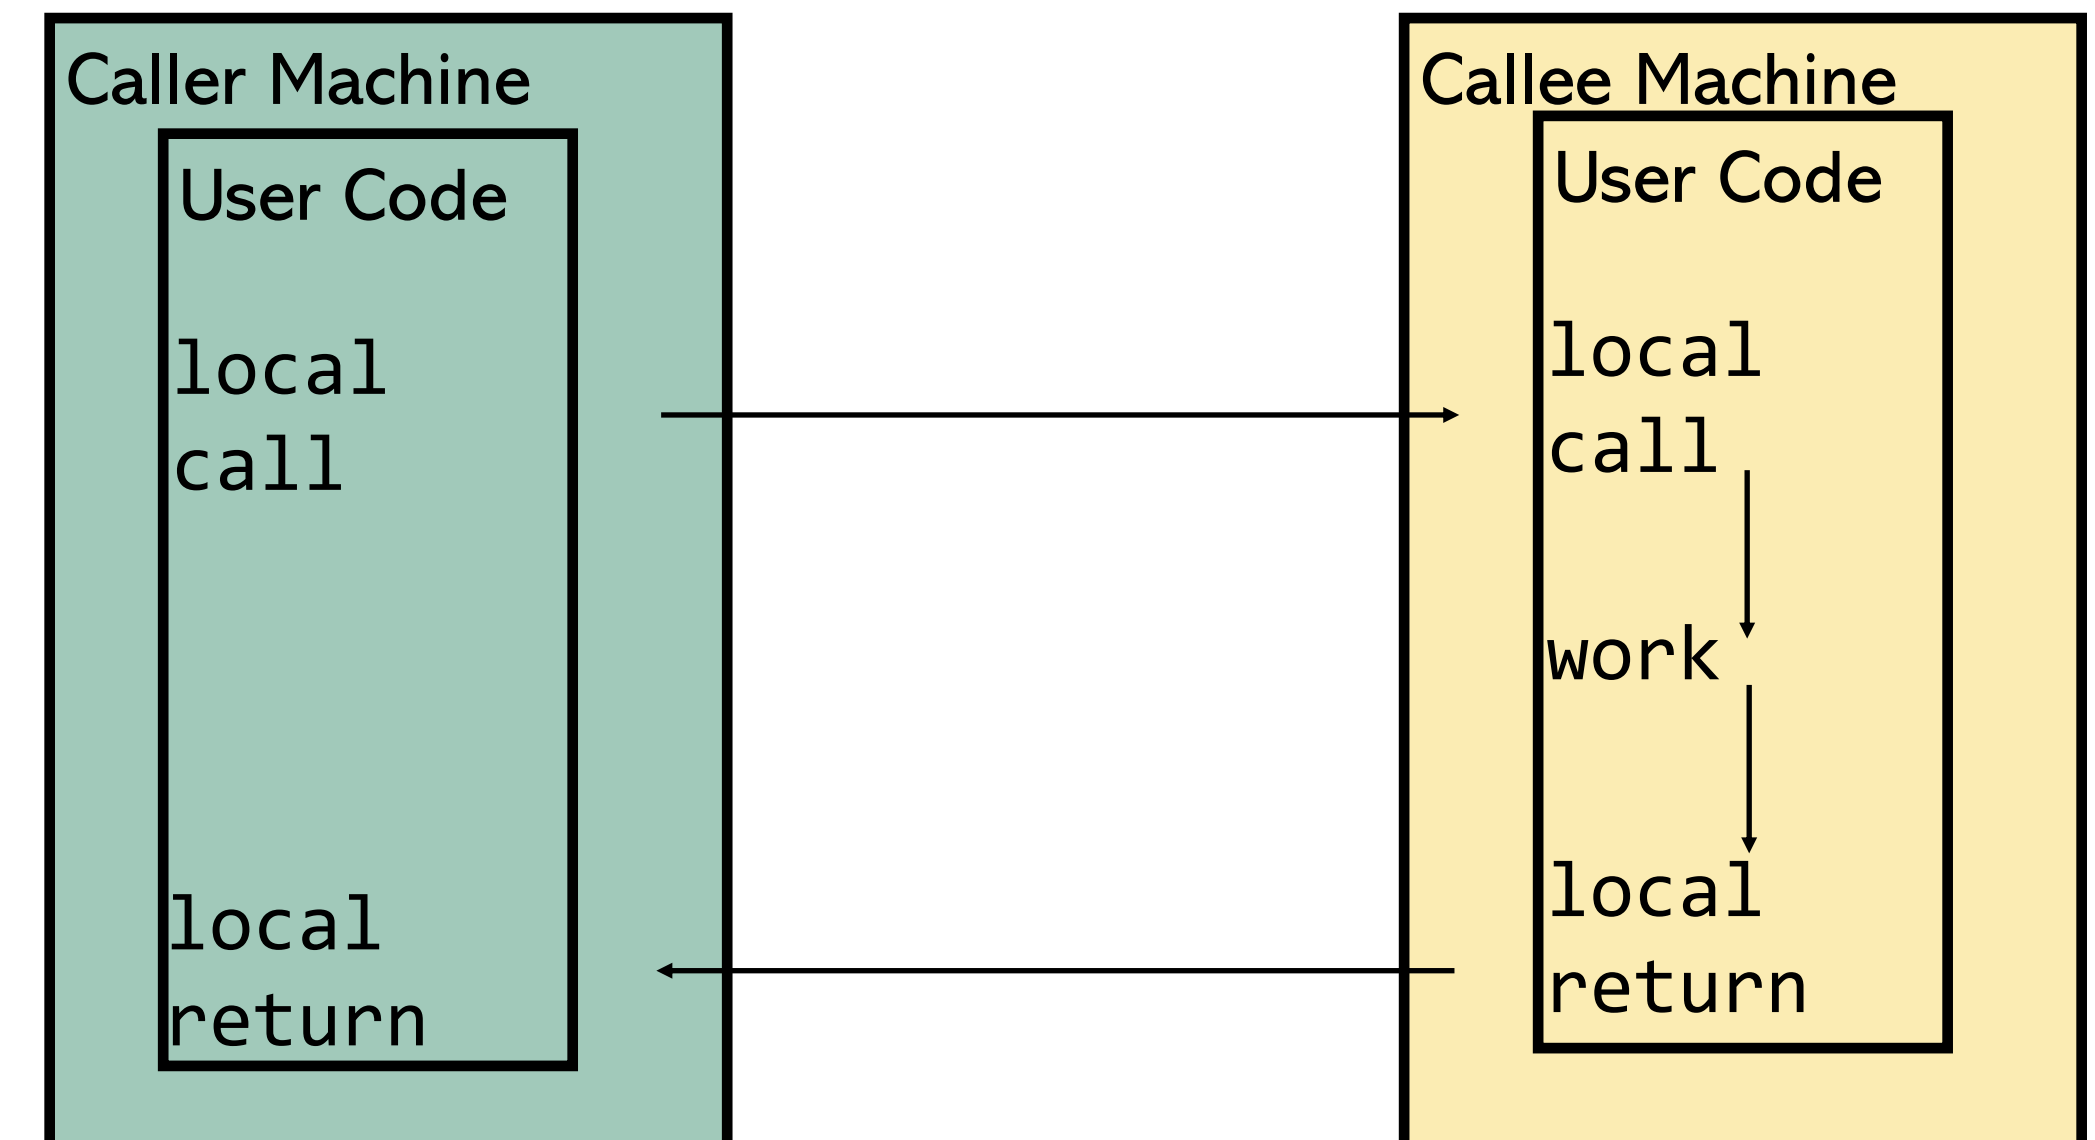 Caller Machine
User Code
local
call
local
return
Callee Machine
User Code
local
call
work
local
return